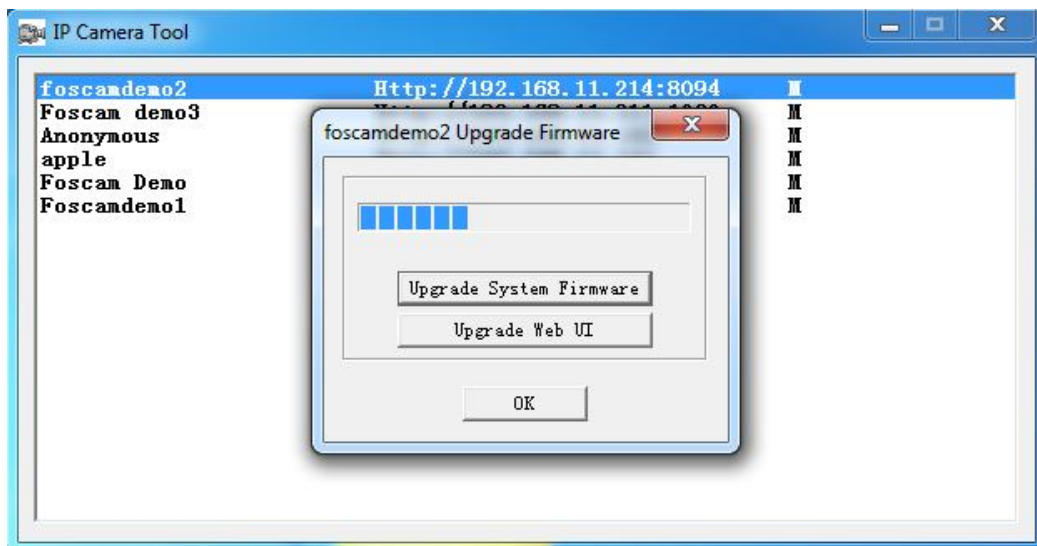 IP Camera Tool
foscamdemo2 Http://192.168.11.214:8094 M
Foscam demo3 M
Anonymous M
apple M
Foscam Demo M
Foscamdemo1 M
foscamdemo2 Upgrade Firmware
Upgrade System Firmware
Upgrade Web UI
OK